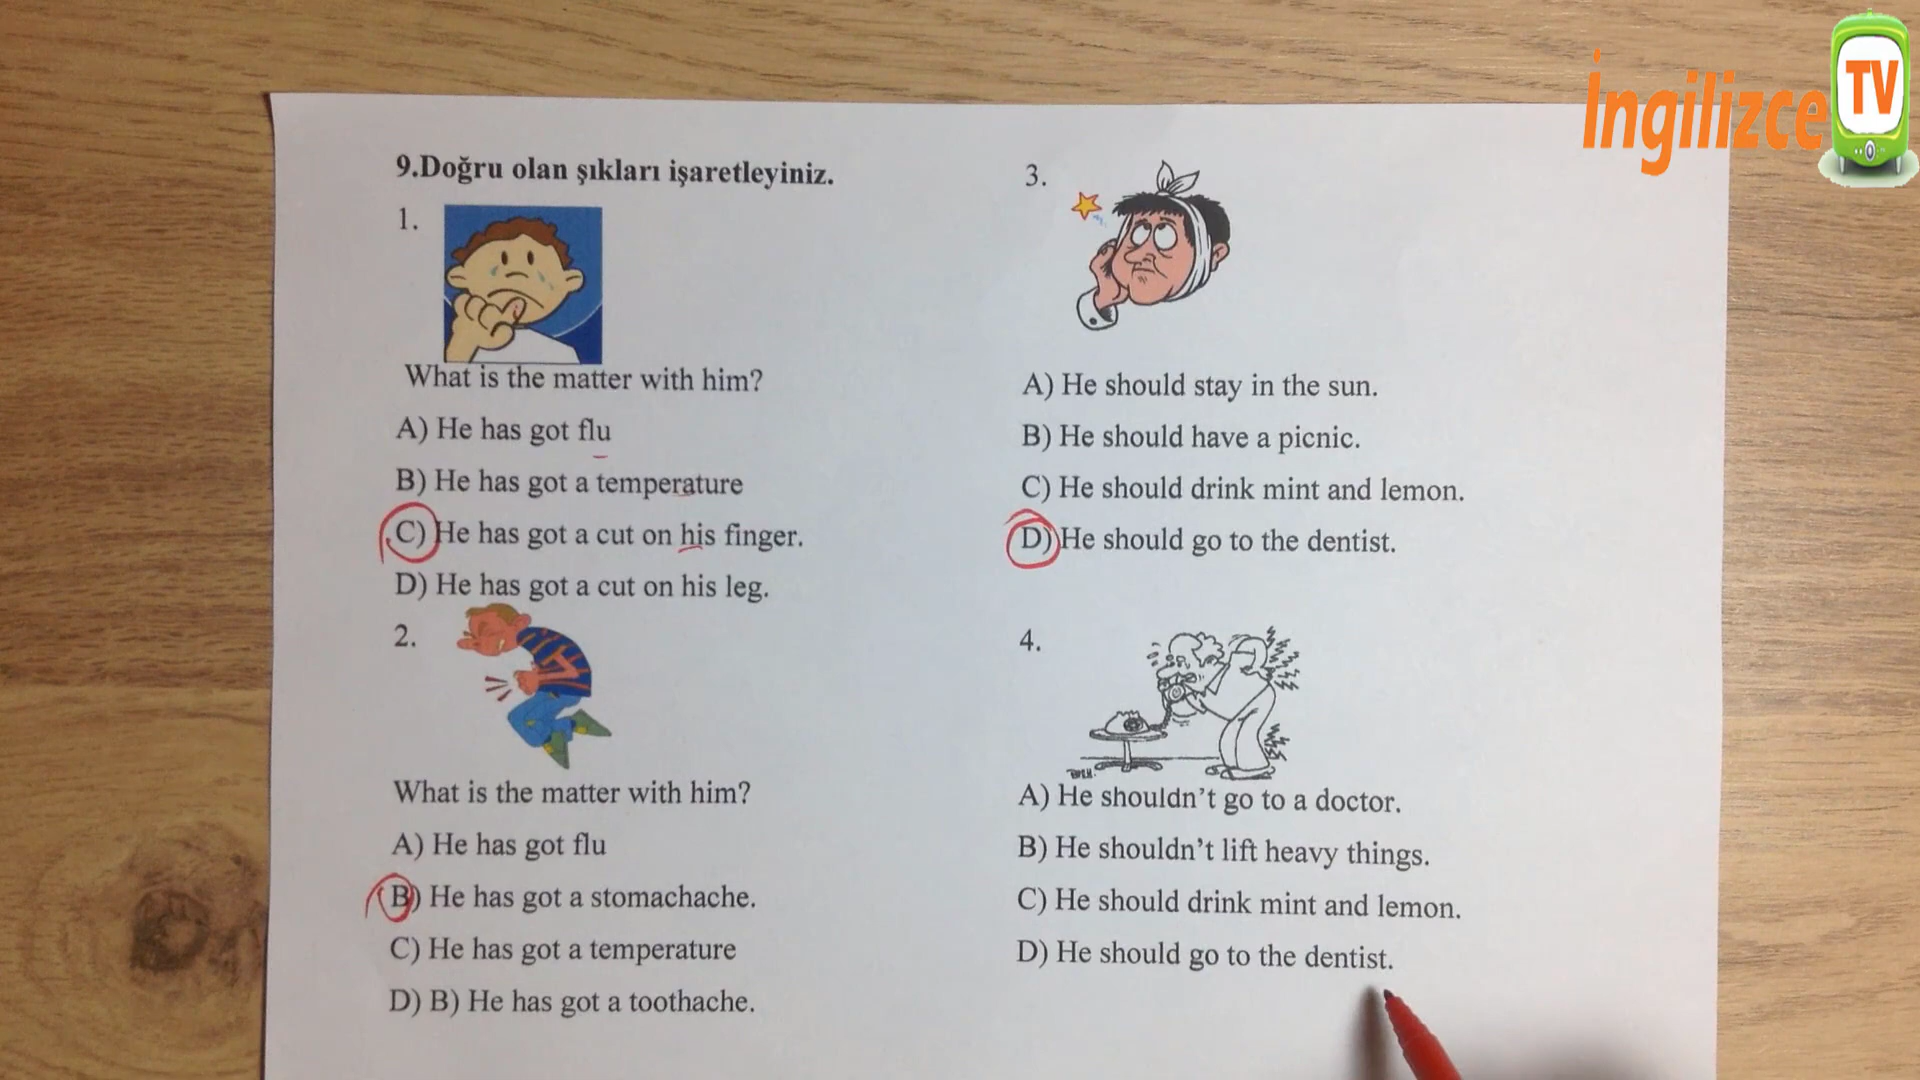 İngilizce TV
9.Doğru olan şıkları işaretleyiniz.
1.
What is the matter with him?
A) He has got flu
B) He has got a temperature
C) He has got a cut on his finger.
D) He has got a cut on his leg.
2.
What is the matter with him?
A) He has got flu
B) He has got a stomachache.
C) He has got a temperature
D) B) He has got a toothache.
3.
A) He should stay in the sun.
B) He should have a picnic.
C) He should drink mint and lemon.
D) He should go to the dentist.
4.
A) He shouldn't go to a doctor.
B) He shouldn't lift heavy things.
C) He should drink mint and lemon.
D) He should go to the dentist.